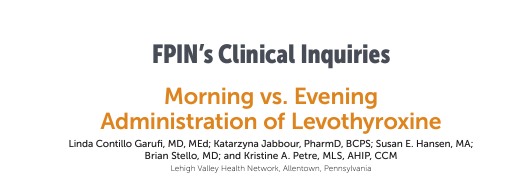 FPIN's Clinical Inquiries
Morning vs. Evening
Administration of Levothyroxine
Linda Contillo Garufi, MD, MEd; Katarzyna Jabbour, PharmD, BCPS; Susan E. Hansen, MA;
Brian Stello, MD; and Kristine A. Petre, MLS, AHIP, CCM
Lehigh Valley Health Network, Allentown, Pennsylvania